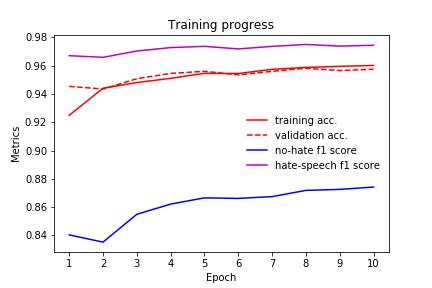 Training progress
0.98
0.96
0.94
0.92
0.90
0.88
0.86
0.84
Metrics
training acc.
validation acc.
no-hate f1 score
hate-speech f1 score
1 2 3 4 5 6 7 8 9 10
Epoch